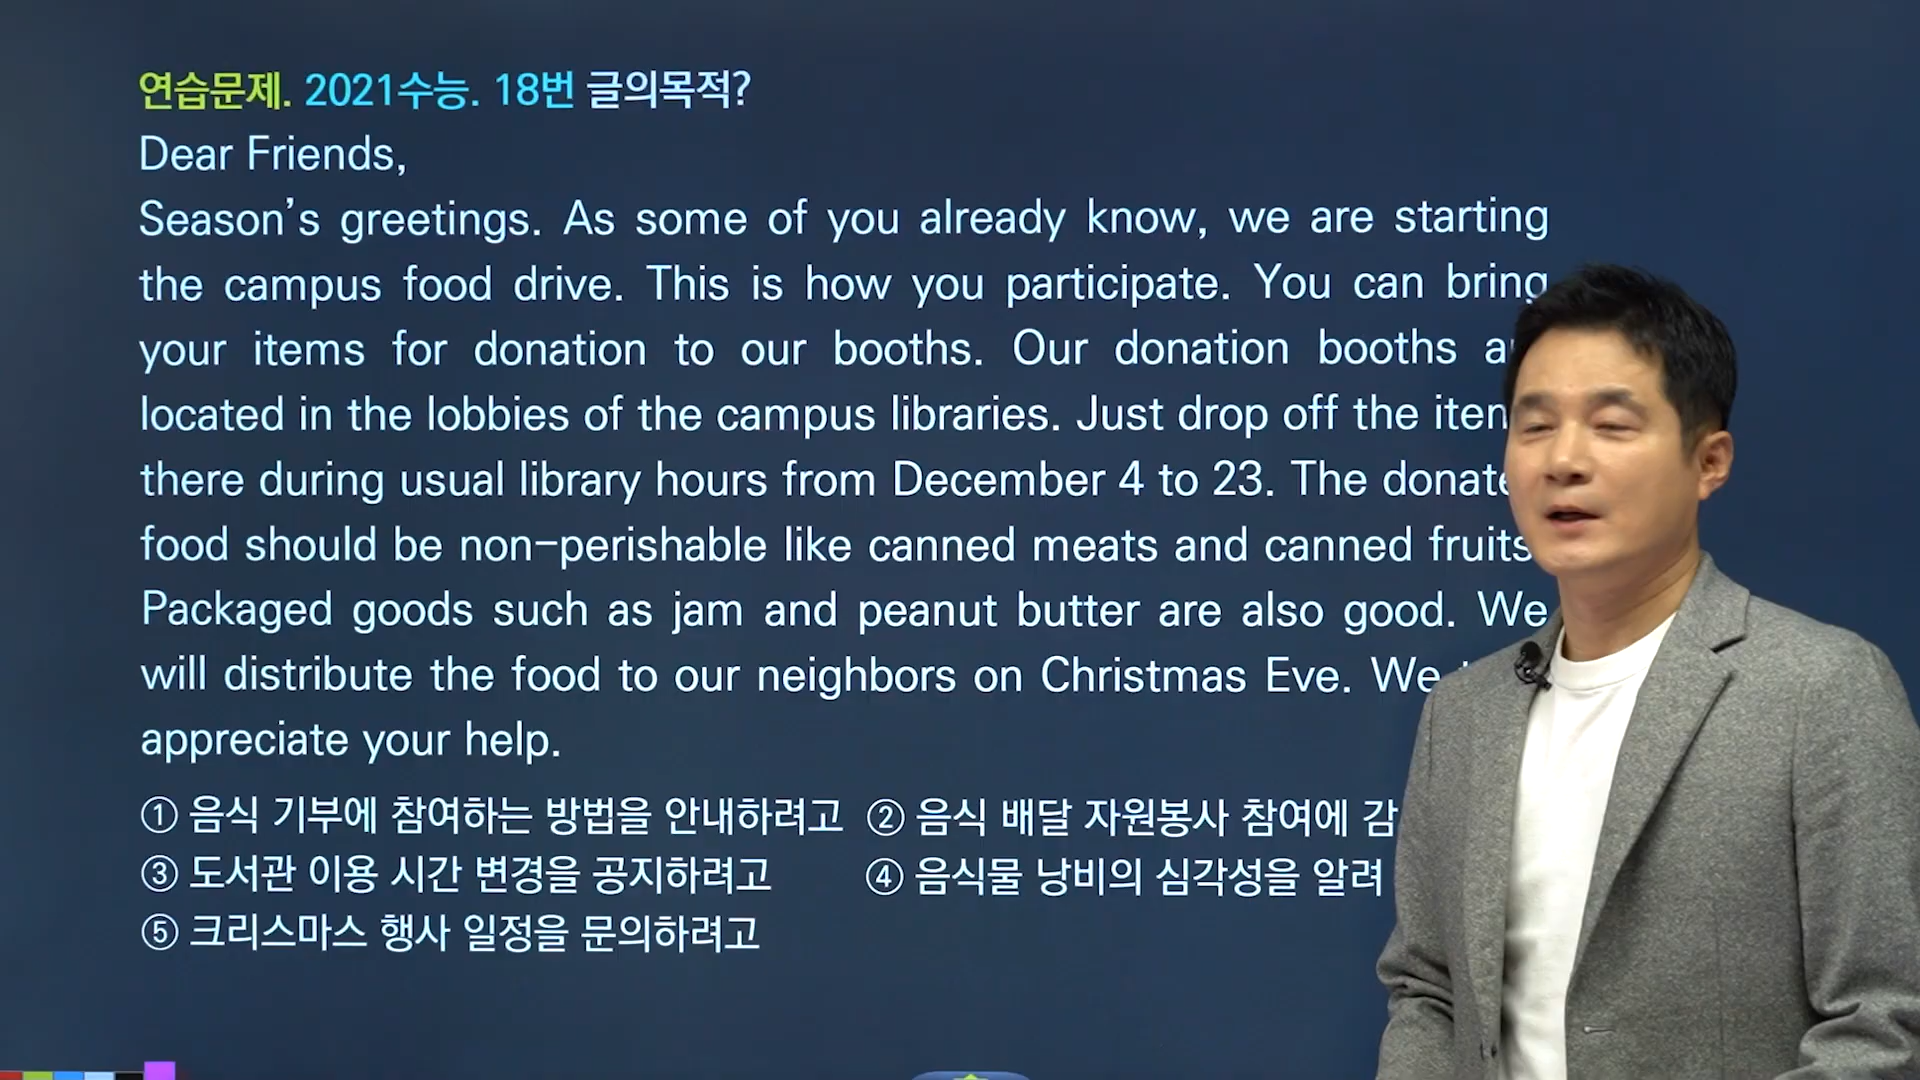 연습문제. 2021수능. 18번 글의목적?
Dear Friends,
Season's greetings. As some of you already know, we are starting
the campus food drive. This is how you participate. You can bring
your items for donation to our booths. Our donation booths
located in the lobbies of the campus libraries. Just drop off the
there during usual library hours from December 4 to 23. The
food should be non-perishable like canned meats and canned fruits
Packaged goods such as jam and peanut butter are also good. We
will distribute the food to our neighbors on Christmas Eve. We
appreciate your help.
① 음식 기부에 참여하는 방법을 안내하려고 ② 음식 배달 자원봉사 참여에
③ 도서관 이용 시간 변경을 공지하려고 ④ 음식물 낭비의 심각성을 알려
⑤ 크리스마스 행사 일정을 문의하려고